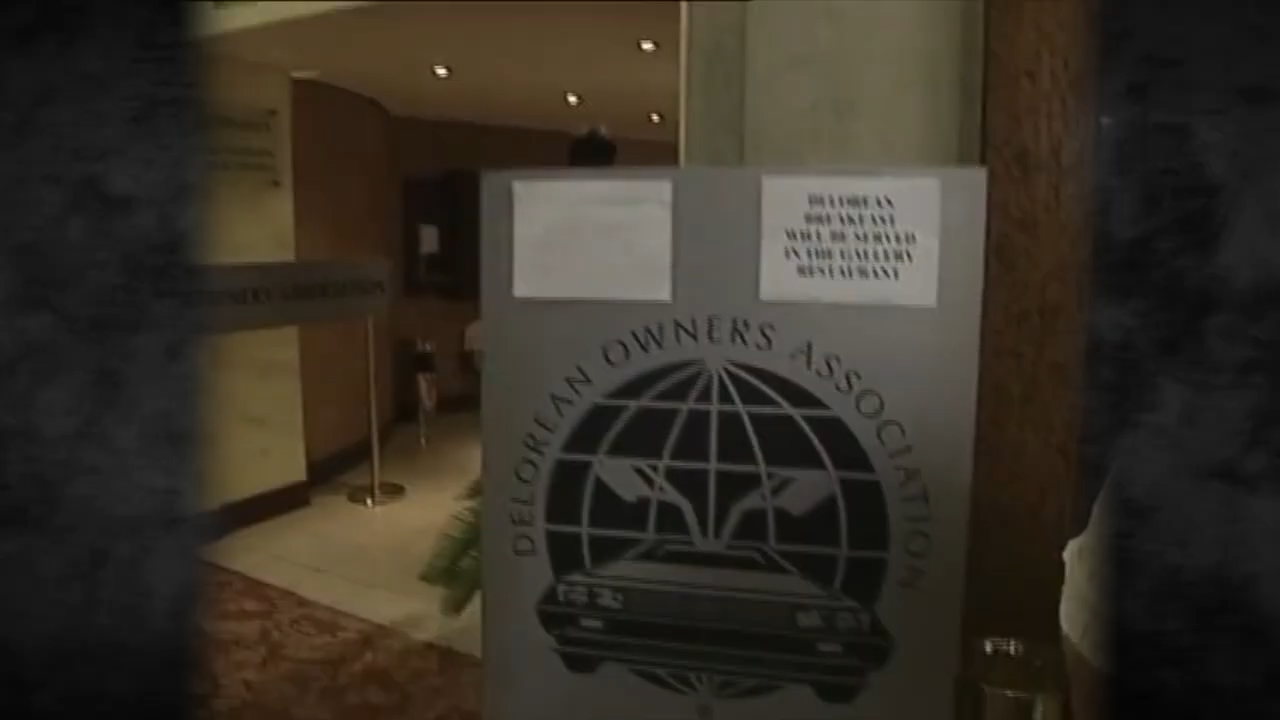 DELOREAN
BREAKFAST
WILL BE SERVED
IN THE GALLERY
RESTAURANT
DELOREAN OWNERS ASSOCIATION